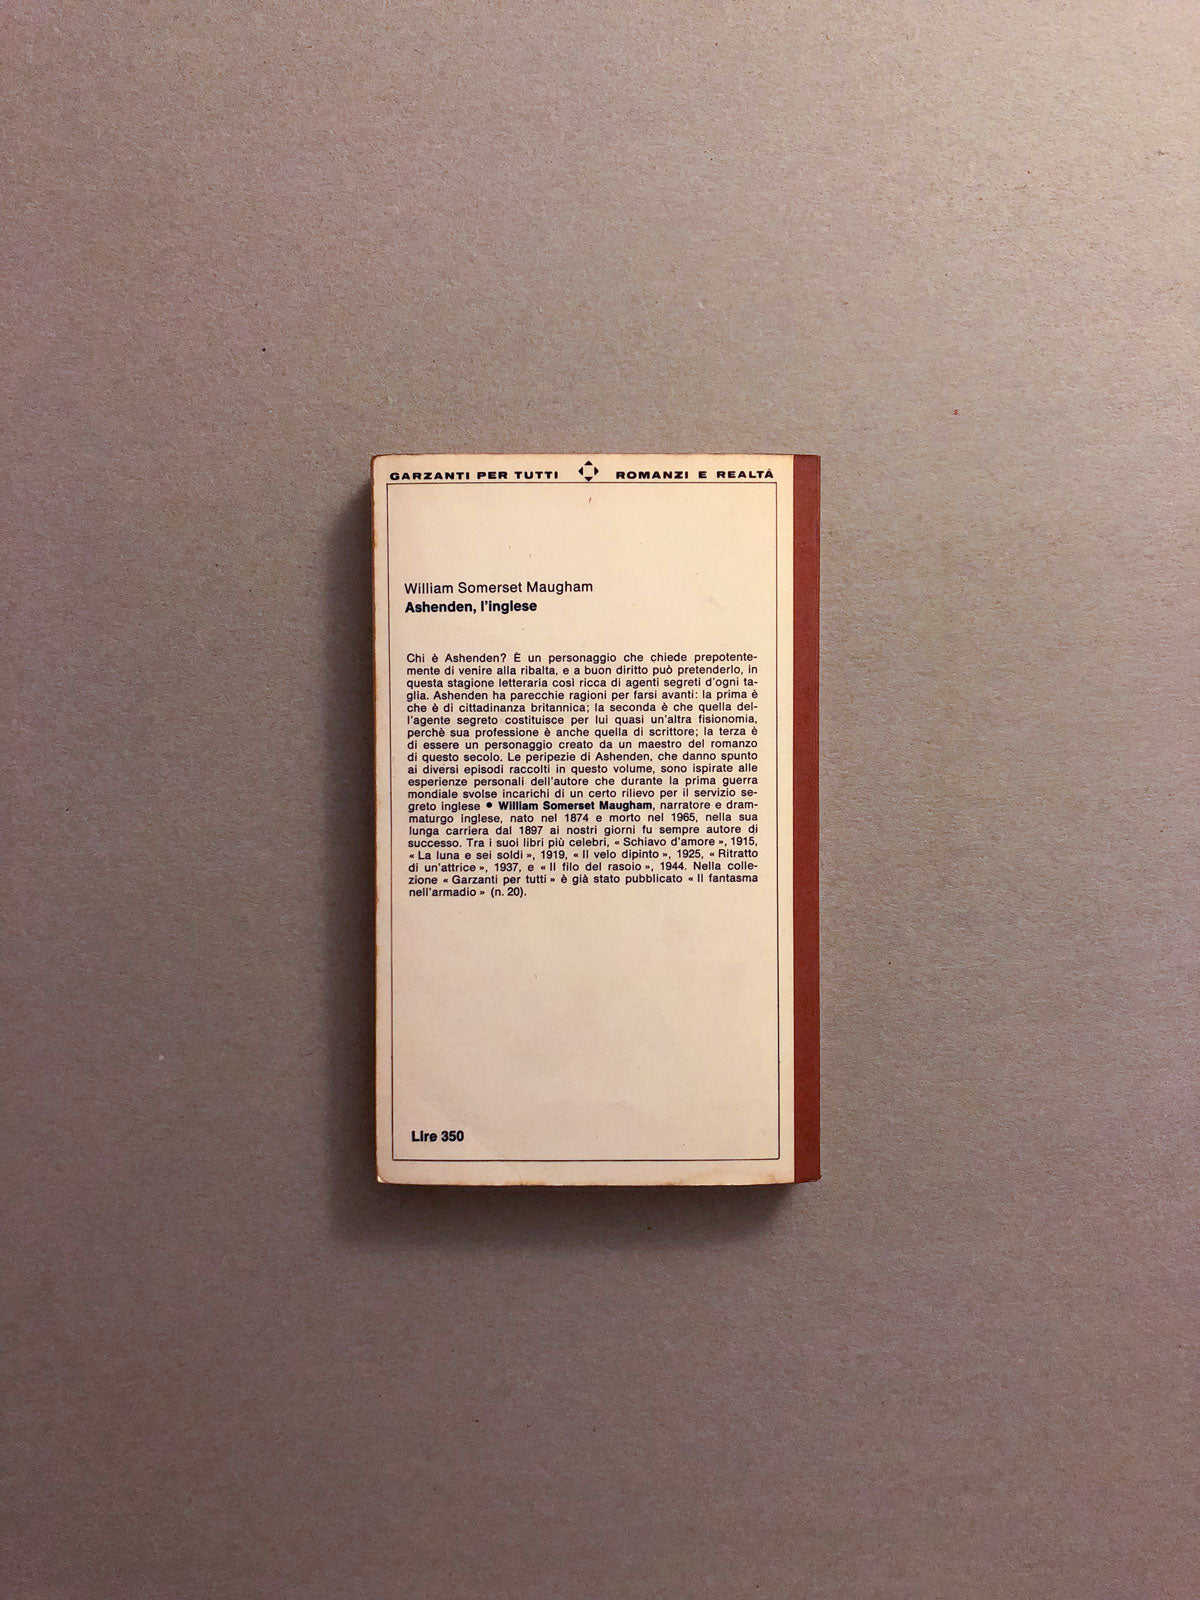 GARZANTI PER TUTTI ROMANZI E REALTÀ
William Somerset Maugham
Ashenden, l'inglese
Chi è Ashenden? È un personaggio che chiede prepotente-
mente di venire alla ribalta, e a buon diritto può pretenderlo, in
questa stagione letteraria così ricca di agenti segreti d'ogni ta-
glia. Ashenden ha parecchie ragioni per farsi avanti: la prima è
che è di cittadinanza britannica; la seconda è che quella del-
l'agente segreto costituisce per lui quasi un'altra fisionomia,
perchè sua professione è anche quella di scrittore; la terza è
di essere un personaggio creato da un maestro del romanzo
di questo secolo. Le peripezie di Ashenden, che danno spunto
ai diversi episodi raccolti in questo volume, sono ispirate alle
esperienze personali dell'autore che durante la prima guerra
mondiale svolse incarichi di un certo rilievo per il servizio se-
greto inglese • William Somerset Maugham, narratore e dram-
maturgo inglese, nato nel 1874 e morto nel 1965, nella sua
lunga carriera dal 1897 ai nostri giorni fu sempre autore di
successo. Tra i suoi libri più celebri, « Schiavo d'amore », 1915,
« La luna e sei soldi », 1919, « Il velo dipinto », 1925, « Ritratto
di un'attrice », 1937, e « Il filo del rasoio », 1944. Nella colle-
zione « Garzanti per tutti » è già stato pubblicato « Il fantasma
nell'armadio » (n. 20).
Lire 350